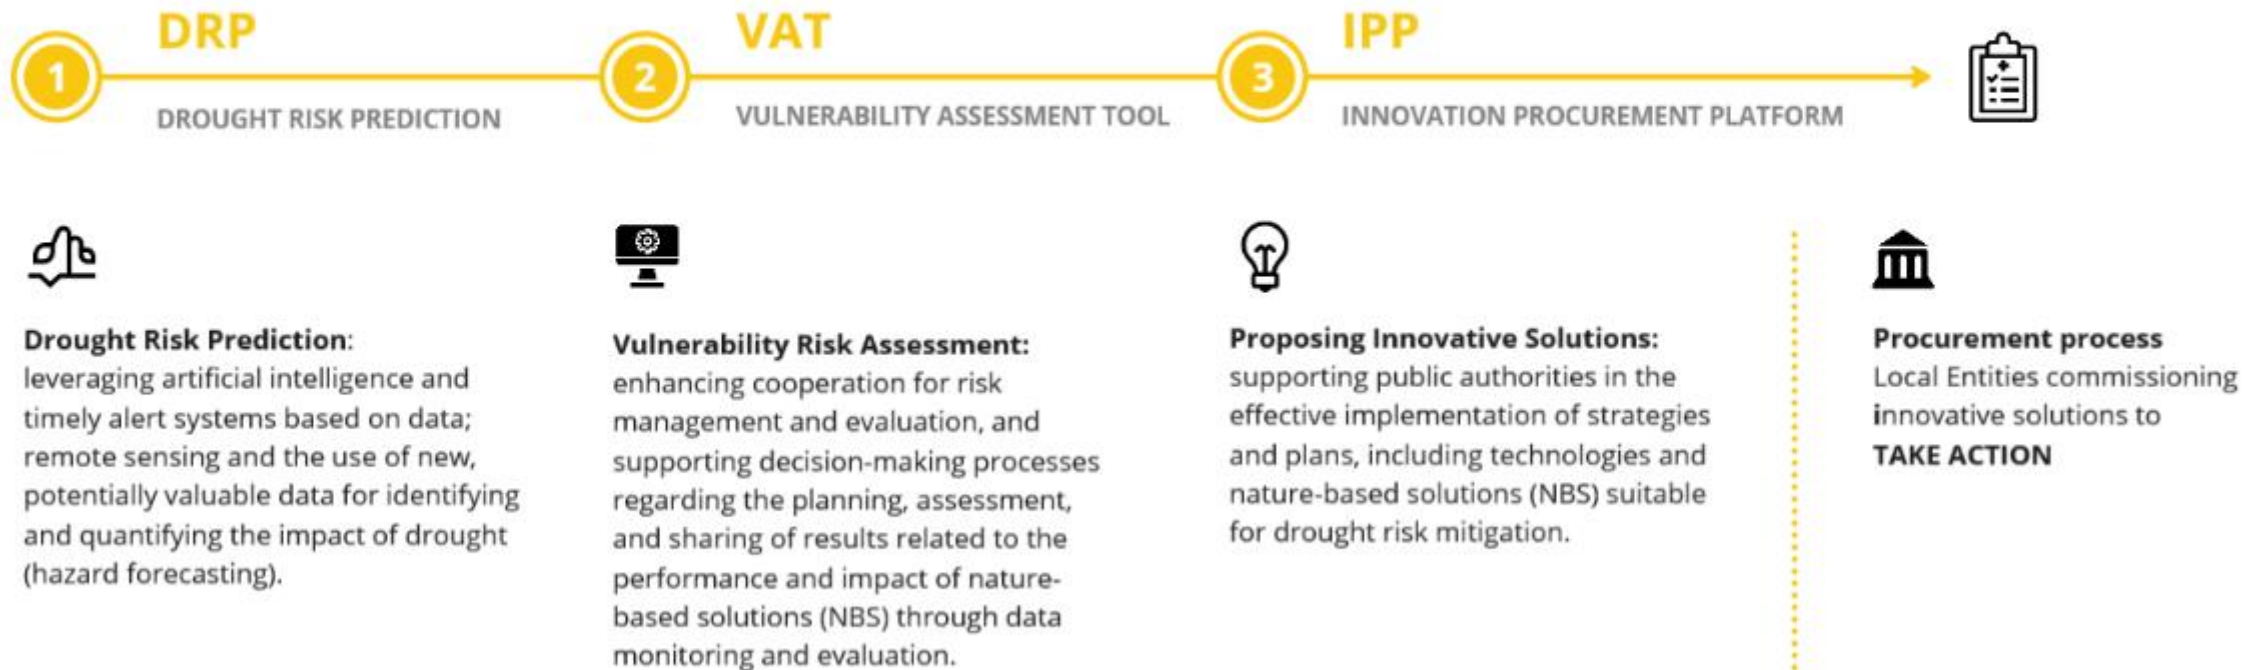 1
DRP
DROUGHT RISK PREDICTION
2
VAT
VULNERABILITY ASSESSMENT TOOL
3
IPP
INNOVATION PROCUREMENT PLATFORM
Drought Risk Prediction:
leveraging artificial intelligence and
timely alert systems based on data;
remote sensing and the use of new,
potentially valuable data for identifying
and quantifying the impact of drought
(hazard forecasting).
Vulnerability Risk Assessment:
enhancing cooperation for risk
management and evaluation, and
supporting decision-making processes
regarding the planning, assessment,
and sharing of results related to the
performance and impact of nature-
based solutions (NBS) through data
monitoring and evaluation.
Proposing Innovative Solutions:
supporting public authorities in the
effective implementation of strategies
and plans, including technologies and
nature-based solutions (NBS) suitable
for drought risk mitigation.
Procurement process
Local Entities commissioning
innovative solutions to
TAKE ACTION